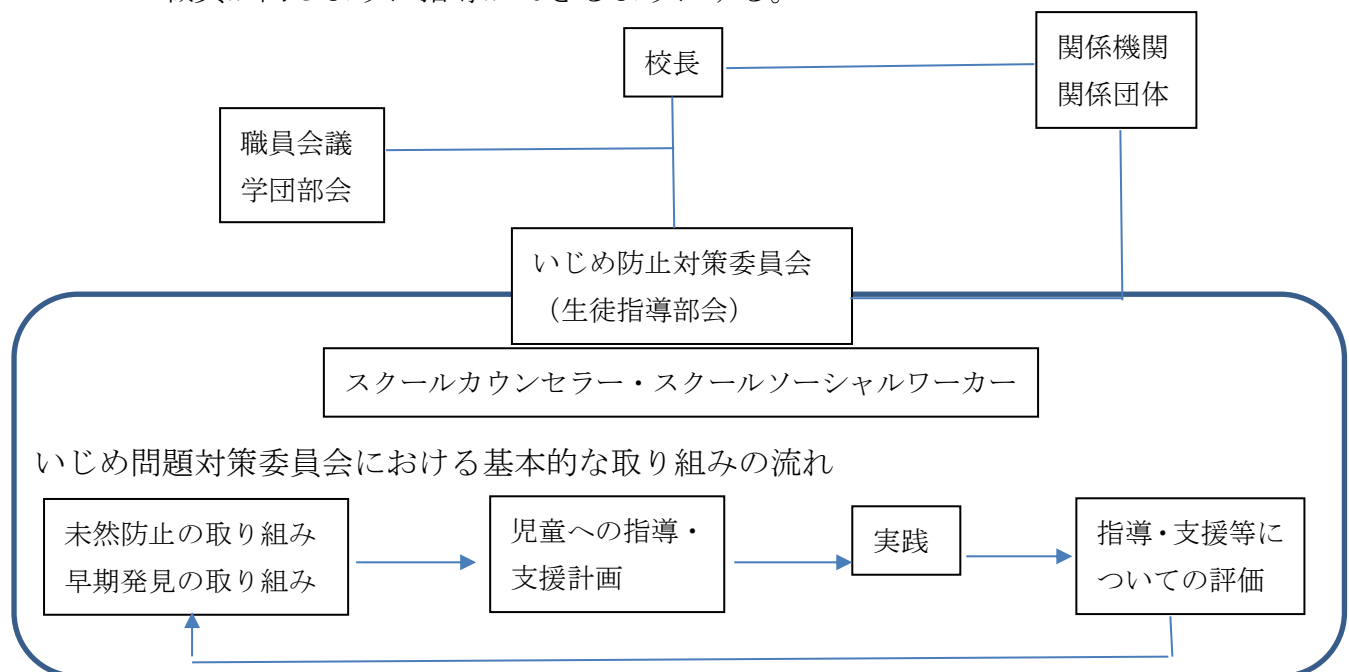 校長
関係機関
関係団体
職員会議
学団部会
いじめ防止対策委員会
（生徒指導部会）
スクールカウンセラー・スクールソーシャルワーカー
いじめ問題対策委員会における基本的な取り組みの流れ
未然防止の取り組み
早期発見の取り組み
児童への指導・
支援計画
実践
指導・支援等に
ついての評価